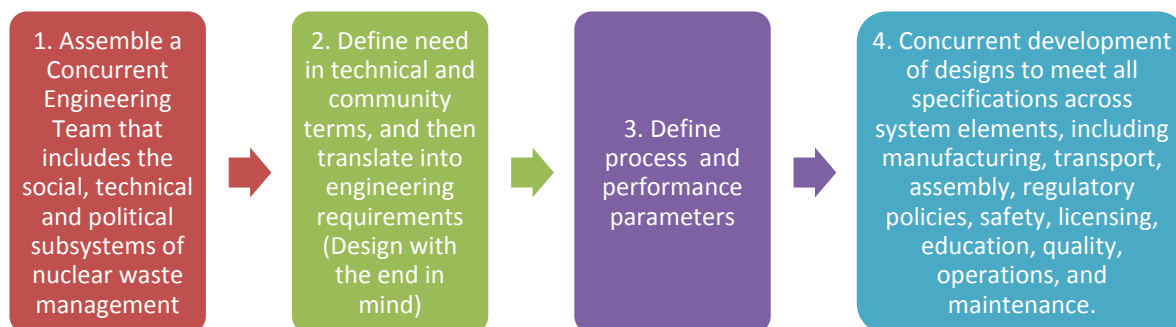 1. Assemble a
Concurrent
Engineering
Team that
includes the
social, technical
and political
subsystems of
nuclear waste
management
2. Define need
in technical and
community
terms, and then
translate into
engineering
requirements
(Design with
the end in
mind)
3. Define
process and
performance
parameters
4. Concurrent development
of designs to meet all
specifications across
system elements, including
manufacturing, transport,
assembly, regulatory
policies, safety, licensing,
education, quality,
operations, and
maintenance.